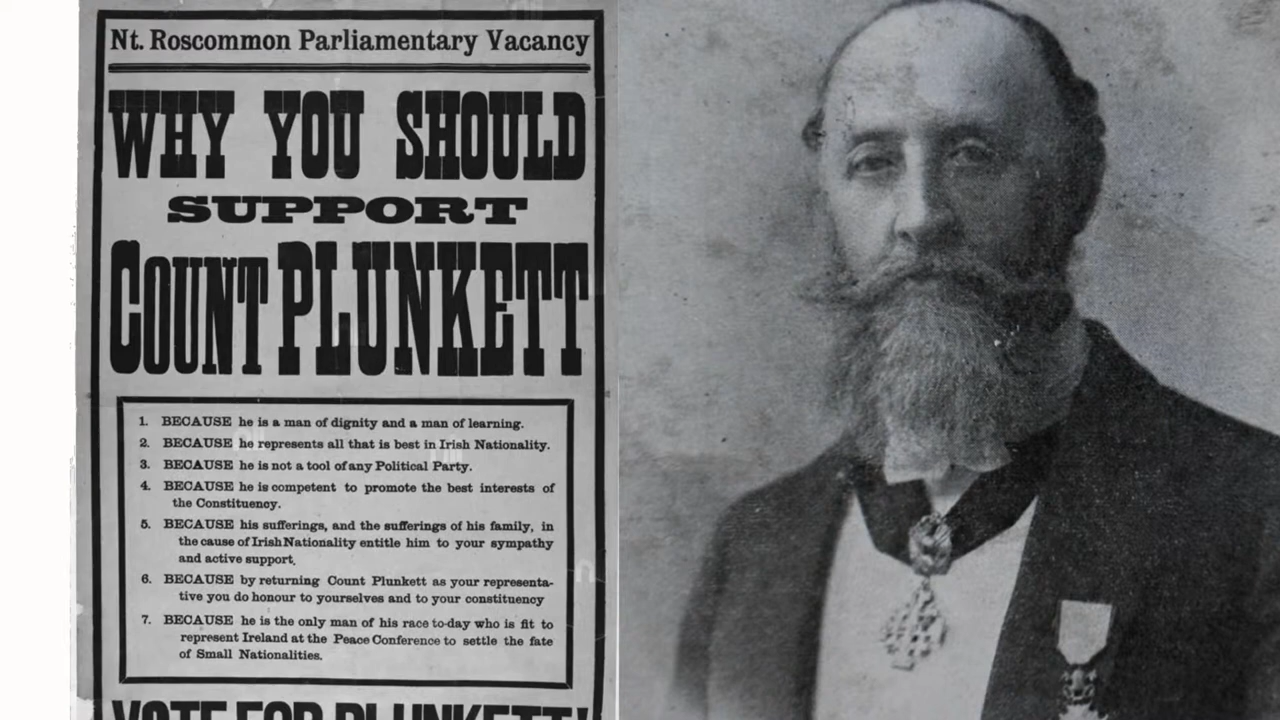 Nt. Roscommon Parliamentary Vacancy
WHY YOU SHOULD
SUPPORT
COUNT PLUNKETT
1. BECAUSE he is a man of dignity and a man of learning.
2. BECAUSE he represents all that is best in Irish Nationality.
3. BECAUSE he is not a tool of any Political Party.
4. BECAUSE he is competent to promote the best interests of
the Constituency.
5. BECAUSE his sufferings, and the sufferings of his family, in
the cause of Irish Nationality entitle him to your sympathy
and active support.
6. BECAUSE by returning Count Plunkett as your representa-
tive you do honour to yourselves and to your constituency
7. BECAUSE he is the only man of his race to-day who is fit to
represent Ireland at the Peace Conference to settle the fate
of Small Nationalities.
VOTE FOR PLUNKETT!